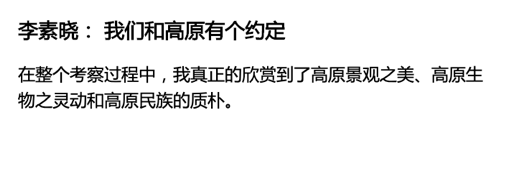 李素晓： 我们和高原有个约定
在整个考察过程中，我真正的欣赏到了高原景观之美、高原生
物之灵动和高原民族的质朴。